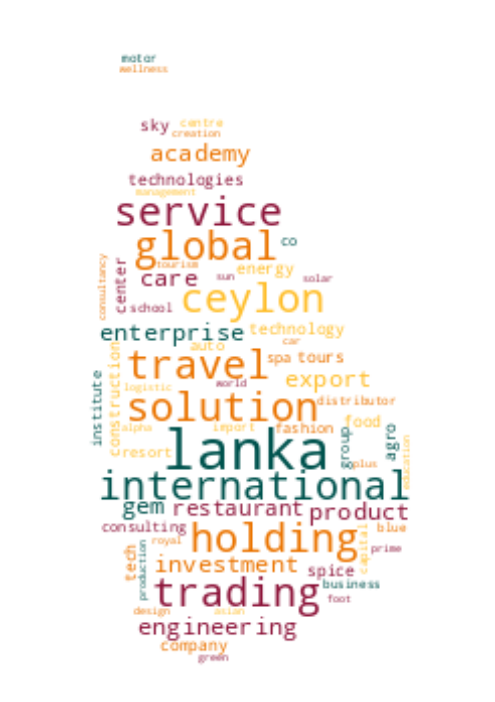 motor
wellness
sky centre
creation
academy
technologies
management
service
global co
tourism
consultancy
center
care sun energy solar
ceylon
school
enterprise technology
auto car
travel spa tours
construction
institute
logistic world export
solution distributor
alpha import fashion food
lanka group agro
resort plus education
international
gem restaurant product
consulting holding blue
royal prime
tech production capital
investment spice
trading business
foot
design asian
engineering
company
green